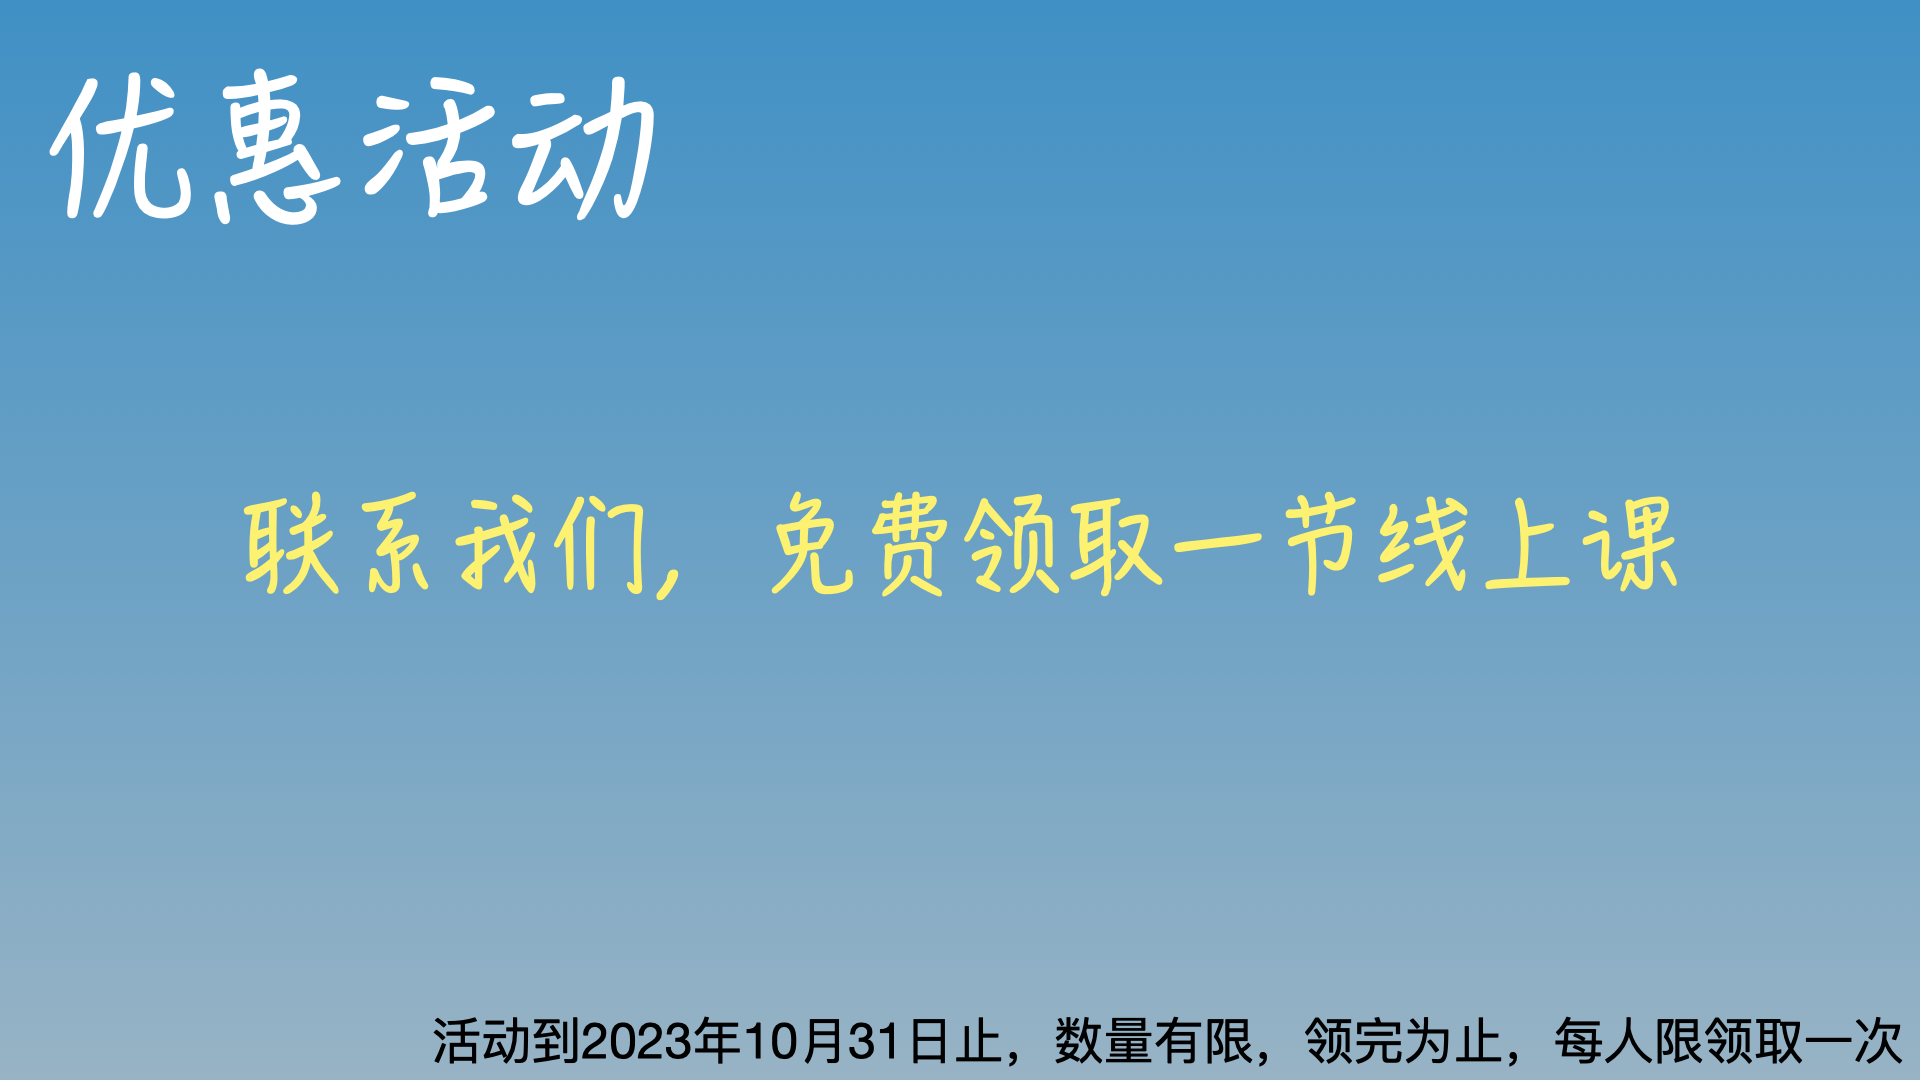 优惠活动
联系我们，免费领取一节线上课
活动到2023年10月31日止，数量有限，领完为止，每人限领取一次